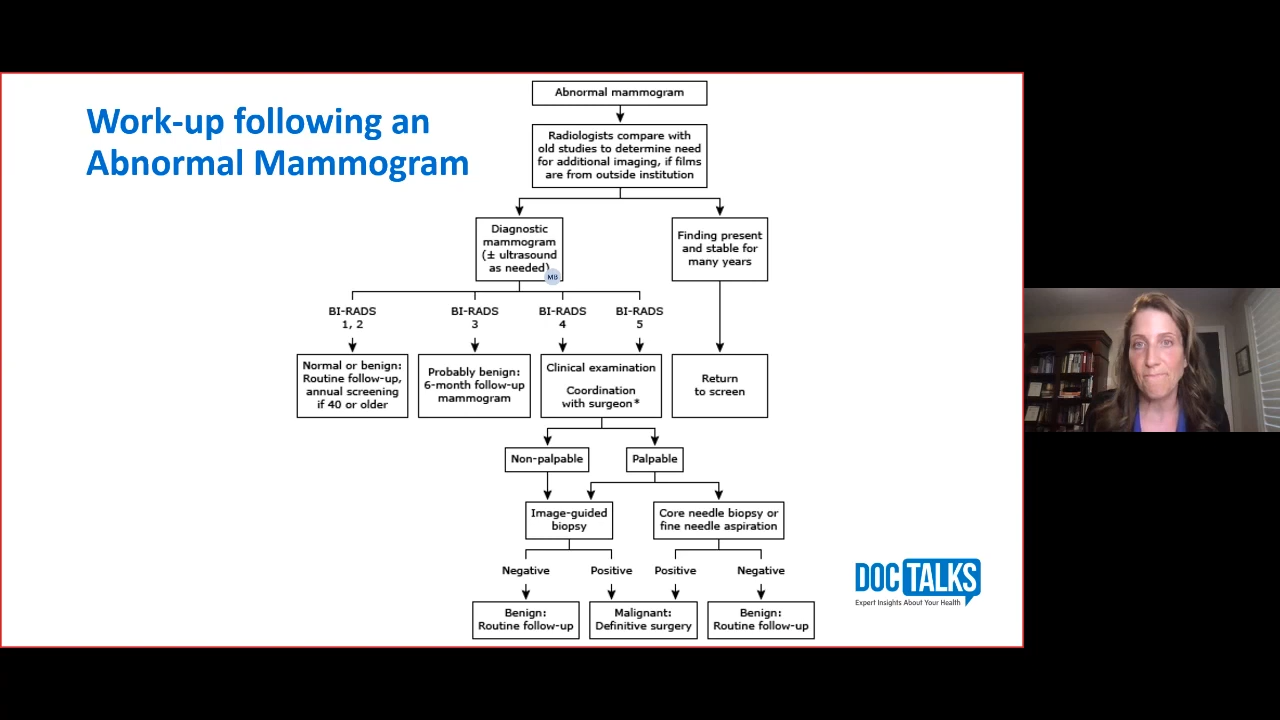 Work-up following an
Abnormal Mammogram
Abnormal mammogram
Radiologists compare with
old studies to determine need
for additional imaging, if films
are from outside institution
Diagnostic
mammogram
(± ultrasound
as needed)
MB
Finding present
and stable for
many years
BI-RADS
1, 2
BI-RADS
3
BI-RADS
4
BI-RADS
5
Normal or benign:
Routine follow-up,
annual screening
if 40 or older
Probably benign:
6-month follow-up
mammogram
Clinical examination
Coordination
with surgeon*
Return
to screen
Non-palpable
Palpable
Image-guided
biopsy
Core needle biopsy or
fine needle aspiration
Negative
Positive
Positive
Negative
Benign:
Routine follow-up
Malignant:
Definitive surgery
Benign:
Routine follow-up
DOC TALKS
Expert Insights About Your Health